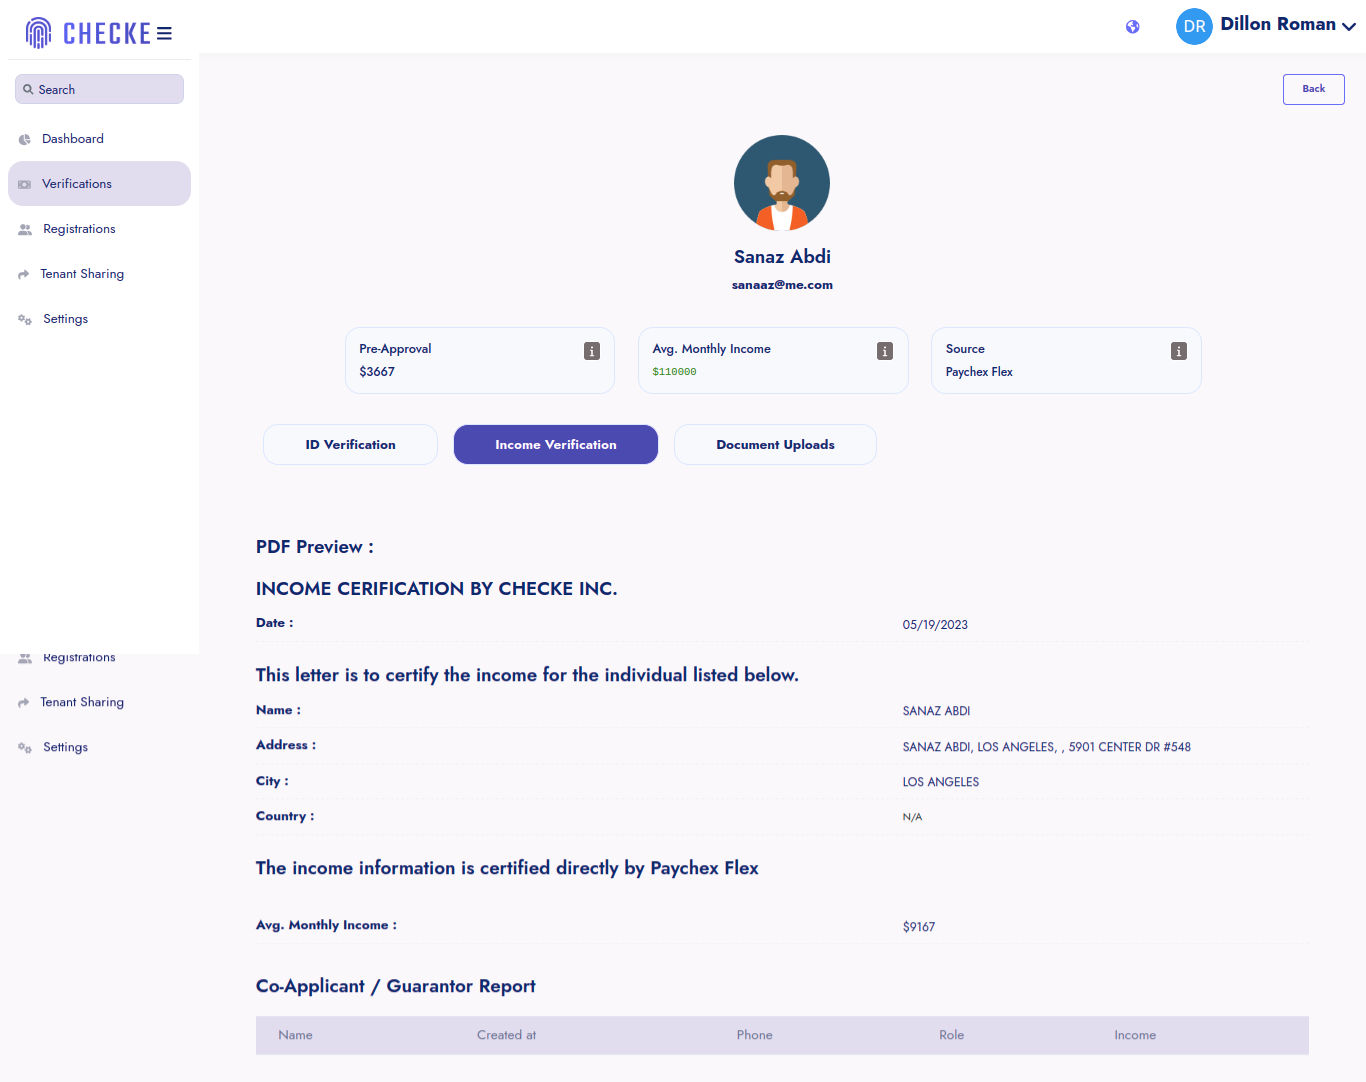 CHECKE
DR Dillon Roman
Search
Back
Dashboard
Verifications
Registrations
Tenant Sharing
Settings
Sanaz Abdi
sanaaz@me.com
Pre-Approval
$3667
Avg. Monthly Income
$110000
Source
Paychex Flex
ID Verification
Income Verification
Document Uploads
PDF Preview :
INCOME CERIFICATION BY CHECKE INC.
Date : 05/19/2023
Registrations
Tenant Sharing
Settings
This letter is to certify the income for the individual listed below.
Name : SANAZ ABDI
Address : SANAZ ABDI, LOS ANGELES, , 5901 CENTER DR #548
City : LOS ANGELES
Country : N/A
The income information is certified directly by Paychex Flex
Avg. Monthly Income : $9167
Co-Applicant / Guarantor Report
Name Created at Phone Role Income